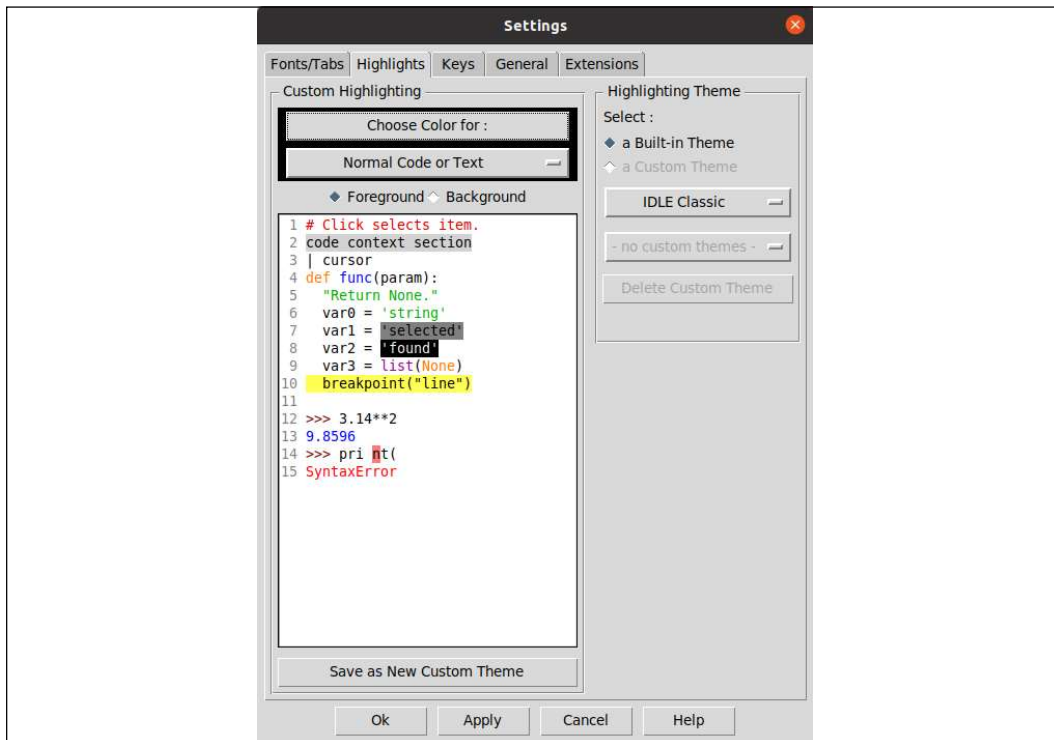 Settings
Fonts/Tabs Highlights Keys General Extensions
Custom Highlighting
Choose Color for :
Normal Code or Text
Foreground Background
1 # Click selects item.
2 code context section
3 | cursor
4 def func(param):
5   "Return None."
6   var0 = 'string'
7   var1 = 'selected'
8   var2 = 'found'
9   var3 = list(None)
10   breakpoint("line")
11
12 >>> 3.14**2
13 9.8596
14 >>> pri nt(
15 SyntaxError
Save as New Custom Theme
Highlighting Theme
Select :
a Built-in Theme
a Custom Theme
IDLE Classic
- no custom themes -
Delete Custom Theme
Ok Apply Cancel Help